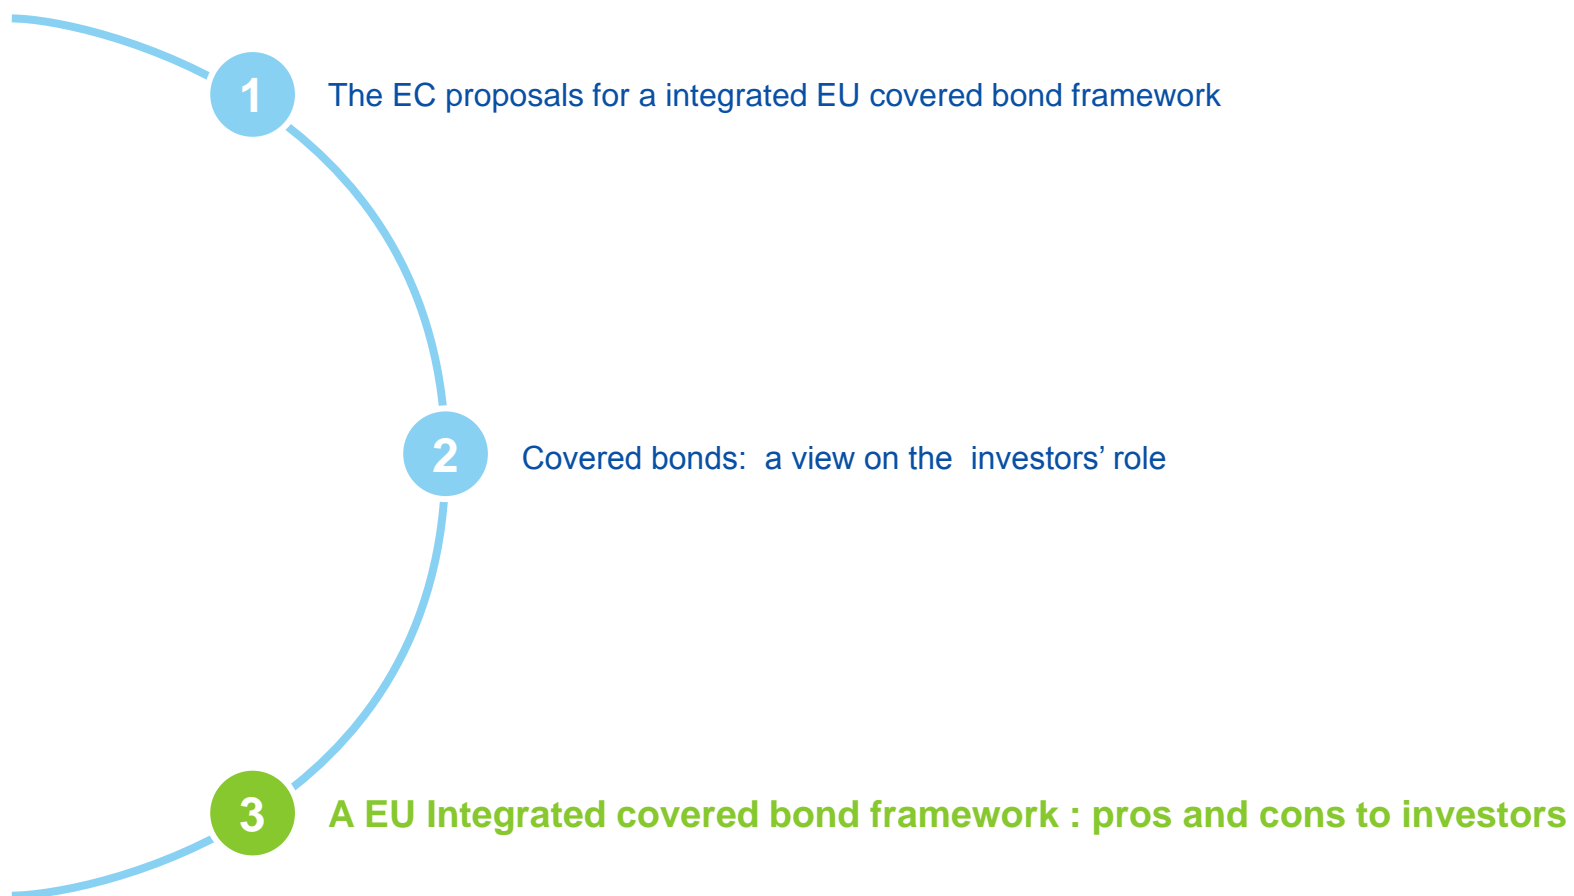 1 The EC proposals for a integrated EU covered bond framework
2 Covered bonds: a view on the investors’ role
3 A EU Integrated covered bond framework : pros and cons to investors